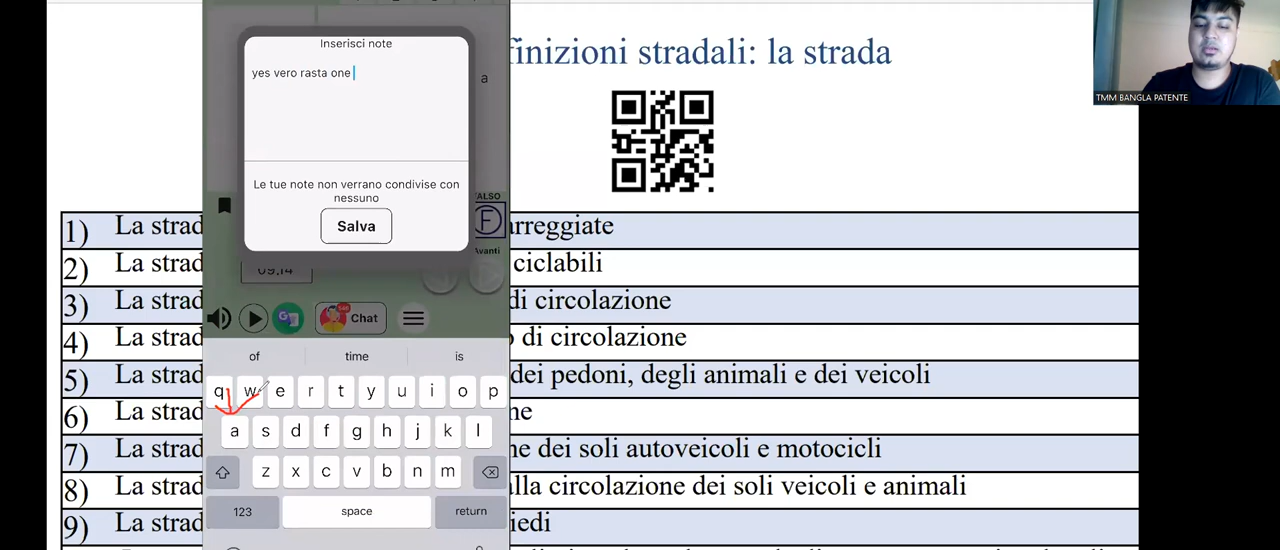 finizioni stradali: la strada
TMM BANGLA PATENTE
Inserisci note
yes vero rasta one
a
Le tue note non verrano condivise con
nessuno
Salva
FALSO
F
Avanti
09,14
Chat
of time is
q w e r t y u i o p
a s d f g h j k l
z x c v b n m
123 space return
1) La strad arreggiate
2) La strad ciclabili
3) La strad di circolazione
4) La strad o di circolazione
5) La strad dei pedoni, degli animali e dei veicoli
6) La strad ne
7) La strad ne dei soli autoveicoli e motocicli
8) La strad alla circolazione dei soli veicoli e animali
9) La strad iedi